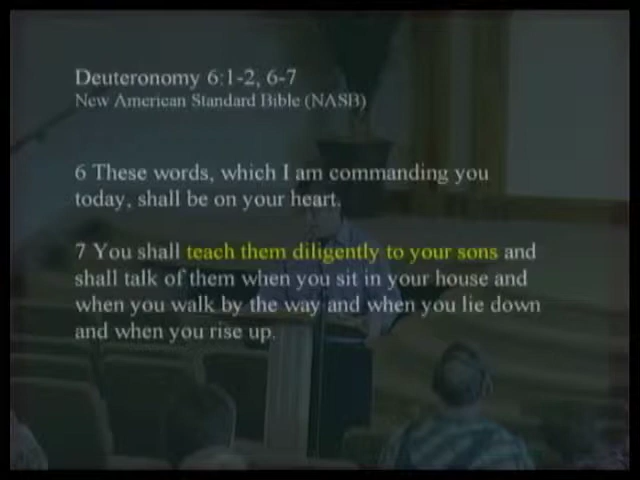 Deuteronomy 6:1-2, 6-7
New American Standard Bible (NASB)
6 These words, which I am commanding you
today, shall be on your heart.
7 You shall teach them diligently to your sons and
shall talk of them when you sit in your house and
when you walk by the way and when you lie down
and when you rise up.